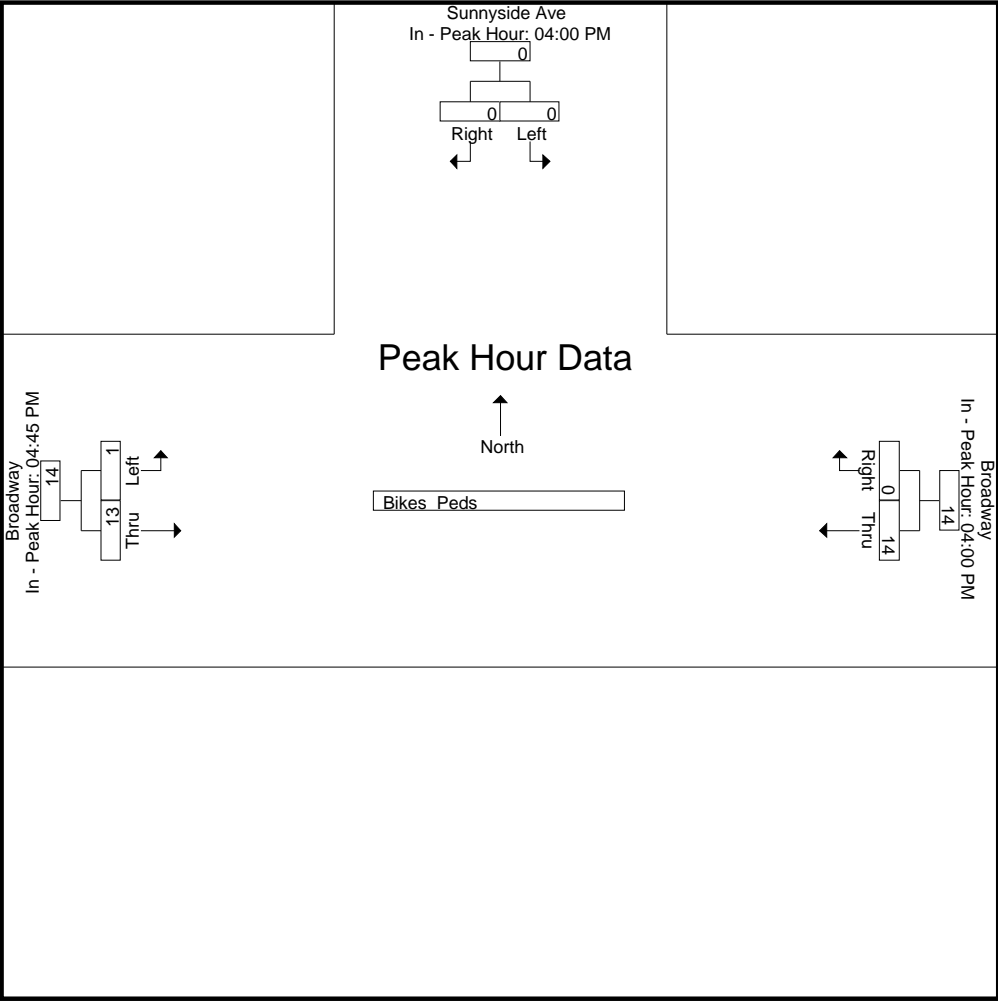 Sunnyside Ave
In - Peak Hour: 04:00 PM
0
0 0
Right Left
Peak Hour Data
North
Bikes Peds
Broadway
In - Peak Hour: 04:45 PM
14
1 13
Left Thru
Broadway
In - Peak Hour: 04:00 PM
14
0 14
Right Thru